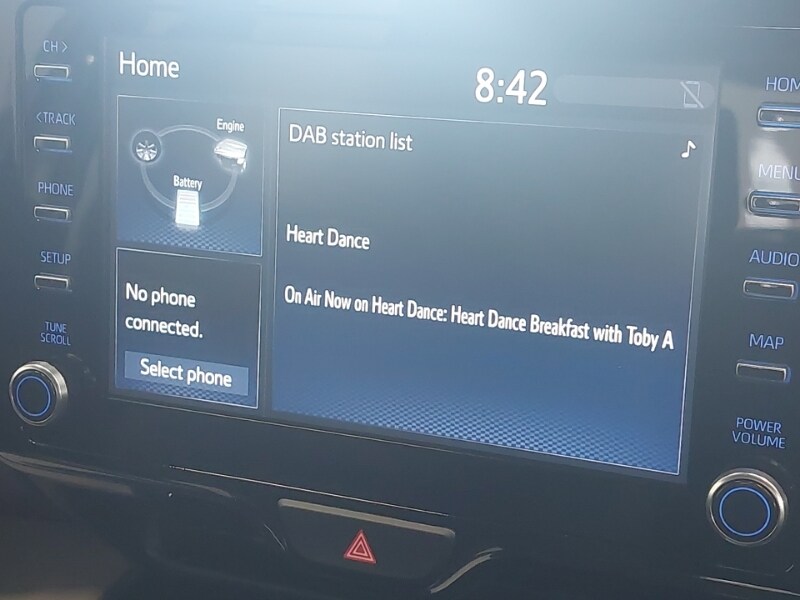 CH >
< TRACK
PHONE
SETUP
TUNE
SCROLL
Home
8:42
Engine
Battery
No phone
connected.
Select phone
DAB station list
Heart Dance
On Air Now on Heart Dance: Heart Dance Breakfast with Toby A
MENU
AUDIO
MAP
POWER
VOLUME